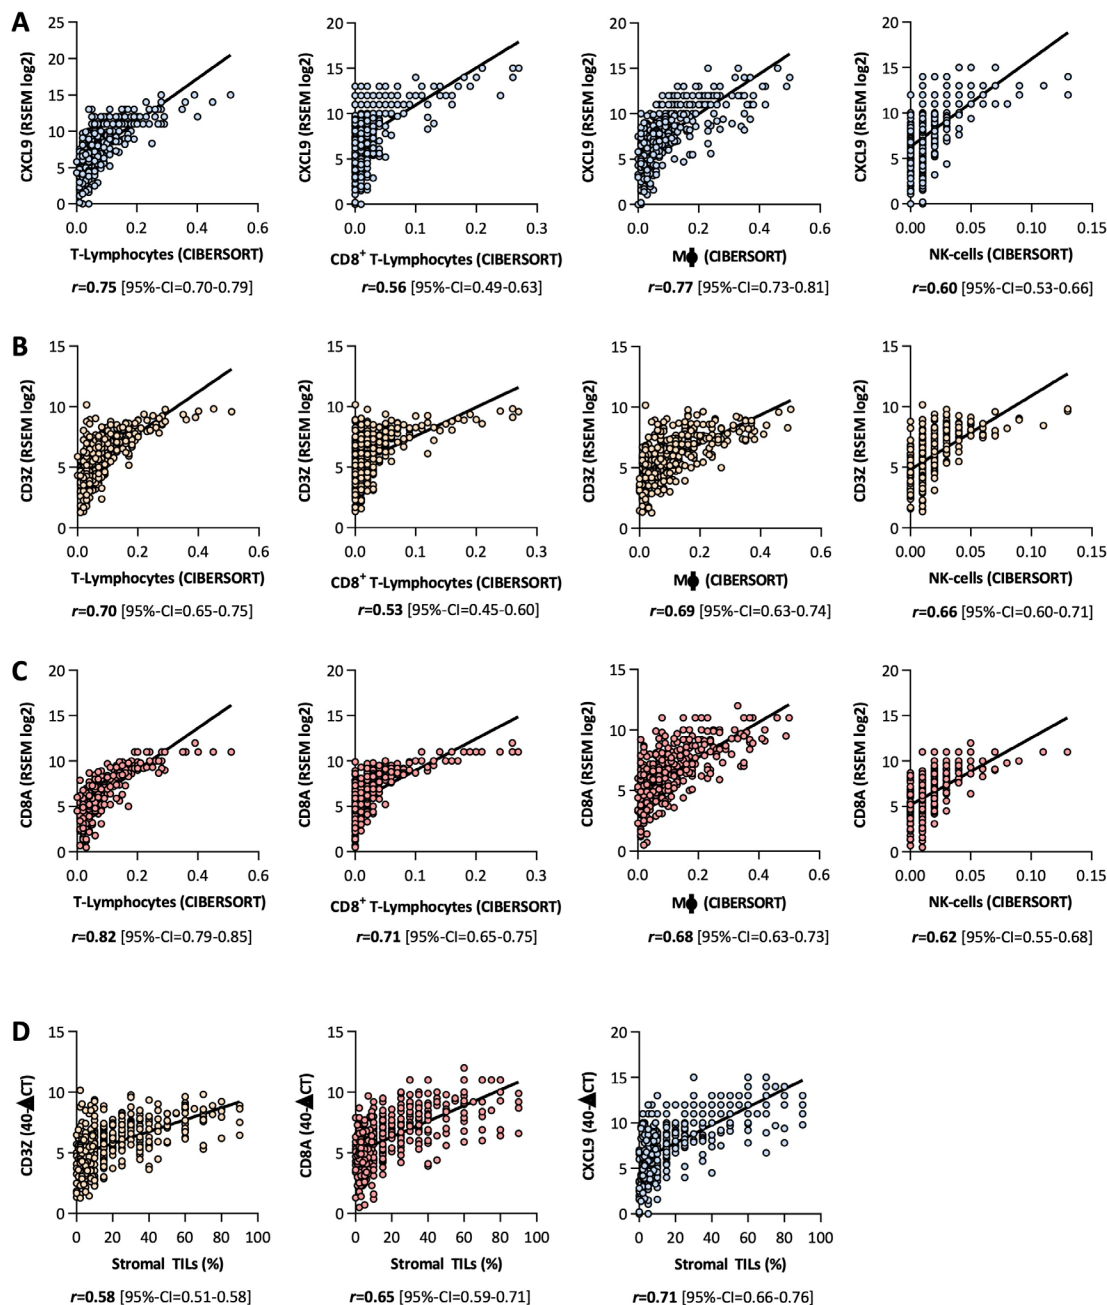 A
CXCL9 (RSEM log2)
25
20
15
10
5
0
0.0 0.2 0.4 0.6
T-Lymphocytes (CIBERSORT)
r=0.75 [95%-CI=0.70-0.79]
CXCL9 (RSEM log2)
20
15
10
5
0
0.0 0.1 0.2 0.3
CD8+ T-Lymphocytes (CIBERSORT)
r=0.56 [95%-CI=0.49-0.63]
CXCL9 (RSEM log2)
20
15
10
5
0
0.0 0.2 0.4 0.6
MΦ (CIBERSORT)
r=0.77 [95%-CI=0.73-0.81]
CXCL9 (RSEM log2)
20
15
10
5
0
0.00 0.05 0.10 0.15
NK-cells (CIBERSORT)
r=0.60 [95%-CI=0.53-0.66]
B
CD3Z (RSEM log2)
15
10
5
0
0.0 0.2 0.4 0.6
T-Lymphocytes (CIBERSORT)
r=0.70 [95%-CI=0.65-0.75]
CD3Z (RSEM log2)
15
10
5
0
0.0 0.1 0.2 0.3
CD8+ T-Lymphocytes (CIBERSORT)
r=0.53 [95%-CI=0.45-0.60]
CD3Z (RSEM log2)
15
10
5
0
0.0 0.2 0.4 0.6
MΦ (CIBERSORT)
r=0.69 [95%-CI=0.63-0.74]
CD3Z (RSEM log2)
15
10
5
0
0.00 0.05 0.10 0.15
NK-cells (CIBERSORT)
r=0.66 [95%-CI=0.60-0.71]
C
CD8A (RSEM log2)
20
15
10
5
0
0.0 0.2 0.4 0.6
T-Lymphocytes (CIBERSORT)
r=0.82 [95%-CI=0.79-0.85]
CD8A (RSEM log2)
20
15
10
5
0
0.0 0.1 0.2 0.3
CD8+ T-Lymphocytes (CIBERSORT)
r=0.71 [95%-CI=0.65-0.75]
CD8A (RSEM log2)
15
10
5
0
0.0 0.2 0.4 0.6
MΦ (CIBERSORT)
r=0.68 [95%-CI=0.63-0.73]
CD8A (RSEM log2)
20
15
10
5
0
0.00 0.05 0.10 0.15
NK-cells (CIBERSORT)
r=0.62 [95%-CI=0.55-0.68]
D
CD3Z (40-▲CT)
15
10
5
0
0 20 40 60 80 100
Stromal TILs (%)
r=0.58 [95%-CI=0.51-0.58]
CD8A (40-▲CT)
15
10
5
0
0 20 40 60 80 100
Stromal TILs (%)
r=0.65 [95%-CI=0.59-0.71]
CXCL9 (40-▲CT)
20
15
10
5
0
0 20 40 60 80 100
Stromal TILs (%)
r=0.71 [95%-CI=0.66-0.76]